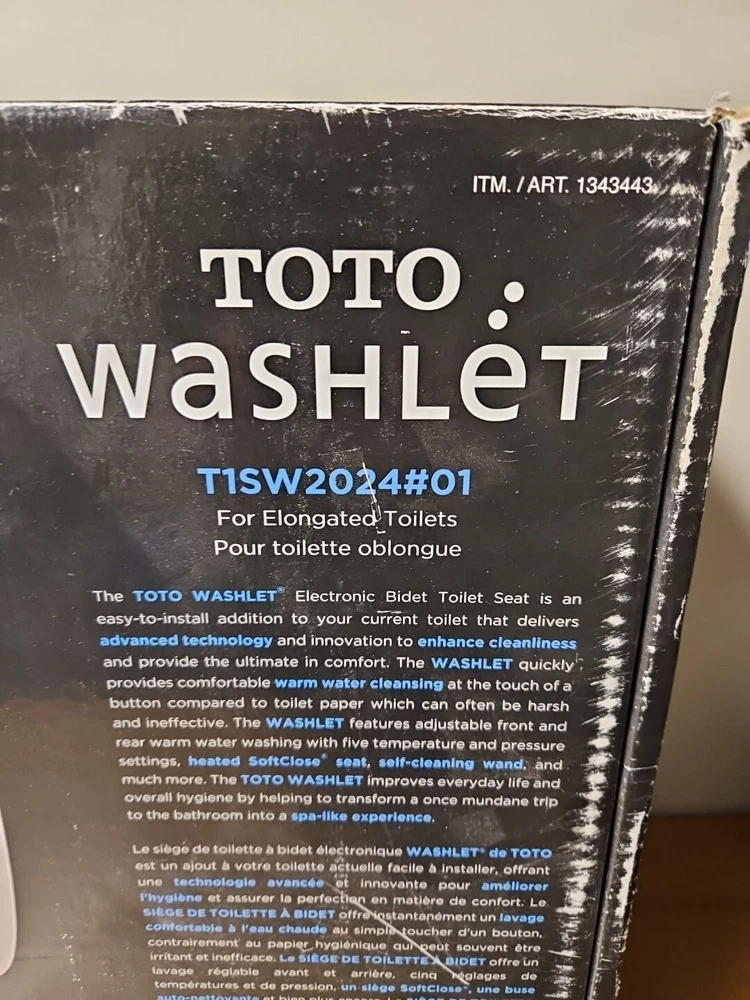 ITM. / ART. 1343443
TOTO
WASHLET
T1SW2024#01
For Elongated Toilets
Pour toilette oblongue
The TOTO WASHLET® Electronic Bidet Toilet Seat is an
easy-to-install addition to your current toilet that delivers
advanced technology and innovation to enhance cleanliness
and provide the ultimate in comfort. The WASHLET quickly
provides comfortable warm water cleansing at the touch of a
button compared to toilet paper which can often be harsh
and ineffective. The WASHLET features adjustable front and
rear warm water washing with five temperature and pressure
settings, heated SoftClose® seat, self-cleaning wand, and
much more. The TOTO WASHLET improves everyday life and
overall hygiene by helping to transform a once mundane trip
to the bathroom into a spa-like experience.
Le siège de toilette à bidet électronique WASHLET® de TOTO
est un ajout à votre toilette actuelle facile à installer, offrant
une technologie avancée et innovante pour améliorer
l'hygiène et assurer la perfection en matière de confort. Le
SIÈGE DE TOILETTE À BIDET offre instantanément un lavage
confortable à l'eau chaude au simple toucher d'un bouton,
contrairement au papier hygiénique qui peut souvent être
irritant et inefficace. Le SIÈGE DE TOILETTE À BIDET offre un
lavage réglable avant et arrière, cinq réglages de
températures et de pression, un siège SoftClose®, une buse
auto-nettoyante et bien plus encore.